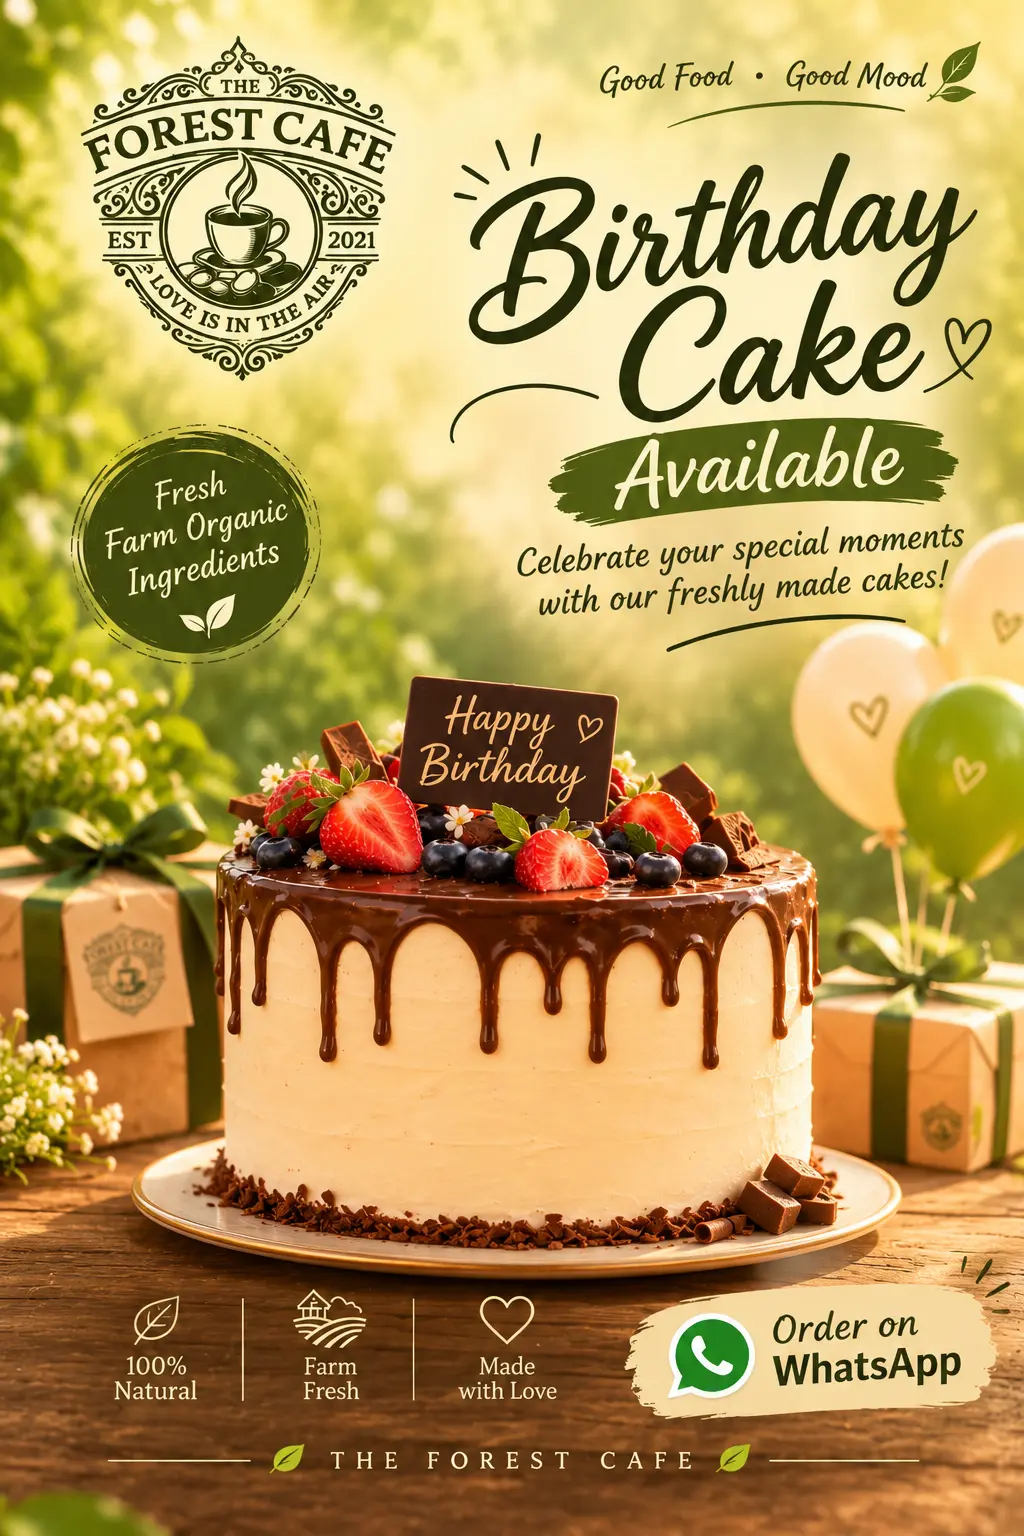 THE
FOREST CAFE
EST 2021
LOVE IS IN THE AIR
Good Food • Good Mood
Birthday
Cake
Available
Celebrate your special moments
with our freshly made cakes!
Fresh
Farm Organic
Ingredients
Happy
Birthday
FOREST CAFE
100%
Natural
Farm
Fresh
Made
with Love
Order on
WhatsApp
THE FOREST CAFE